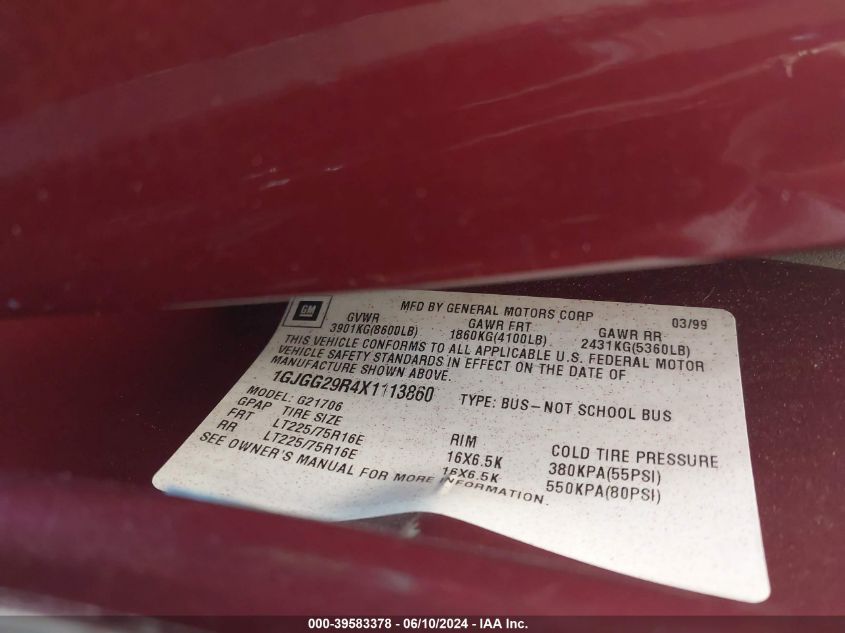 GM
MFD BY GENERAL MOTORS CORP 03/99
GVWR GAWR FRT GAWR RR
3901KG(8600LB) 1860KG(4100LB) 2431KG(5360LB)
THIS VEHICLE CONFORMS TO ALL APPLICABLE U.S. FEDERAL MOTOR
VEHICLE SAFETY STANDARDS IN EFFECT ON THE DATE OF
MANUFACTURE SHOWN ABOVE.
1GJGG29R4X1113860 TYPE: BUS-NOT SCHOOL BUS
MODEL: G21706
GPAP TIRE SIZE RIM COLD TIRE PRESSURE
FRT LT225/75R16E 16X6.5K 380KPA(55PSI)
RR LT225/75R16E 16X6.5K 550KPA(80PSI)
SEE OWNER'S MANUAL FOR MORE INFORMATION.
000-39583378 - 06/10/2024 - IAA Inc.